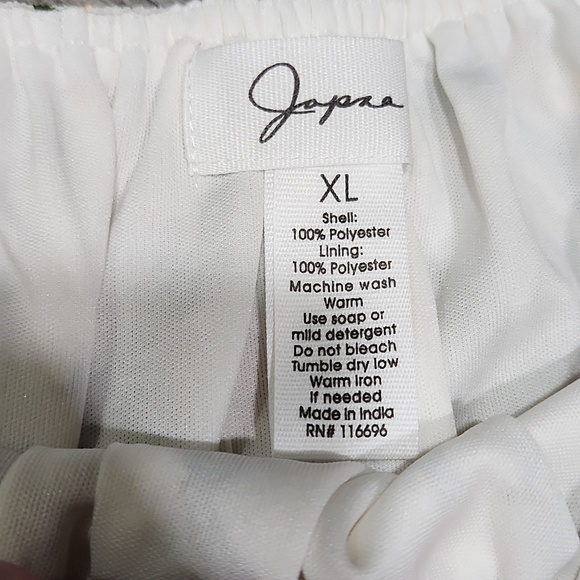 Japna
XL
Shell:
100% Polyester
Lining:
100% Polyester
Machine wash
Warm
Use soap or
mild detergent
Do not bleach
Tumble dry low
Warm Iron
If needed
Made in India
RN# 116696